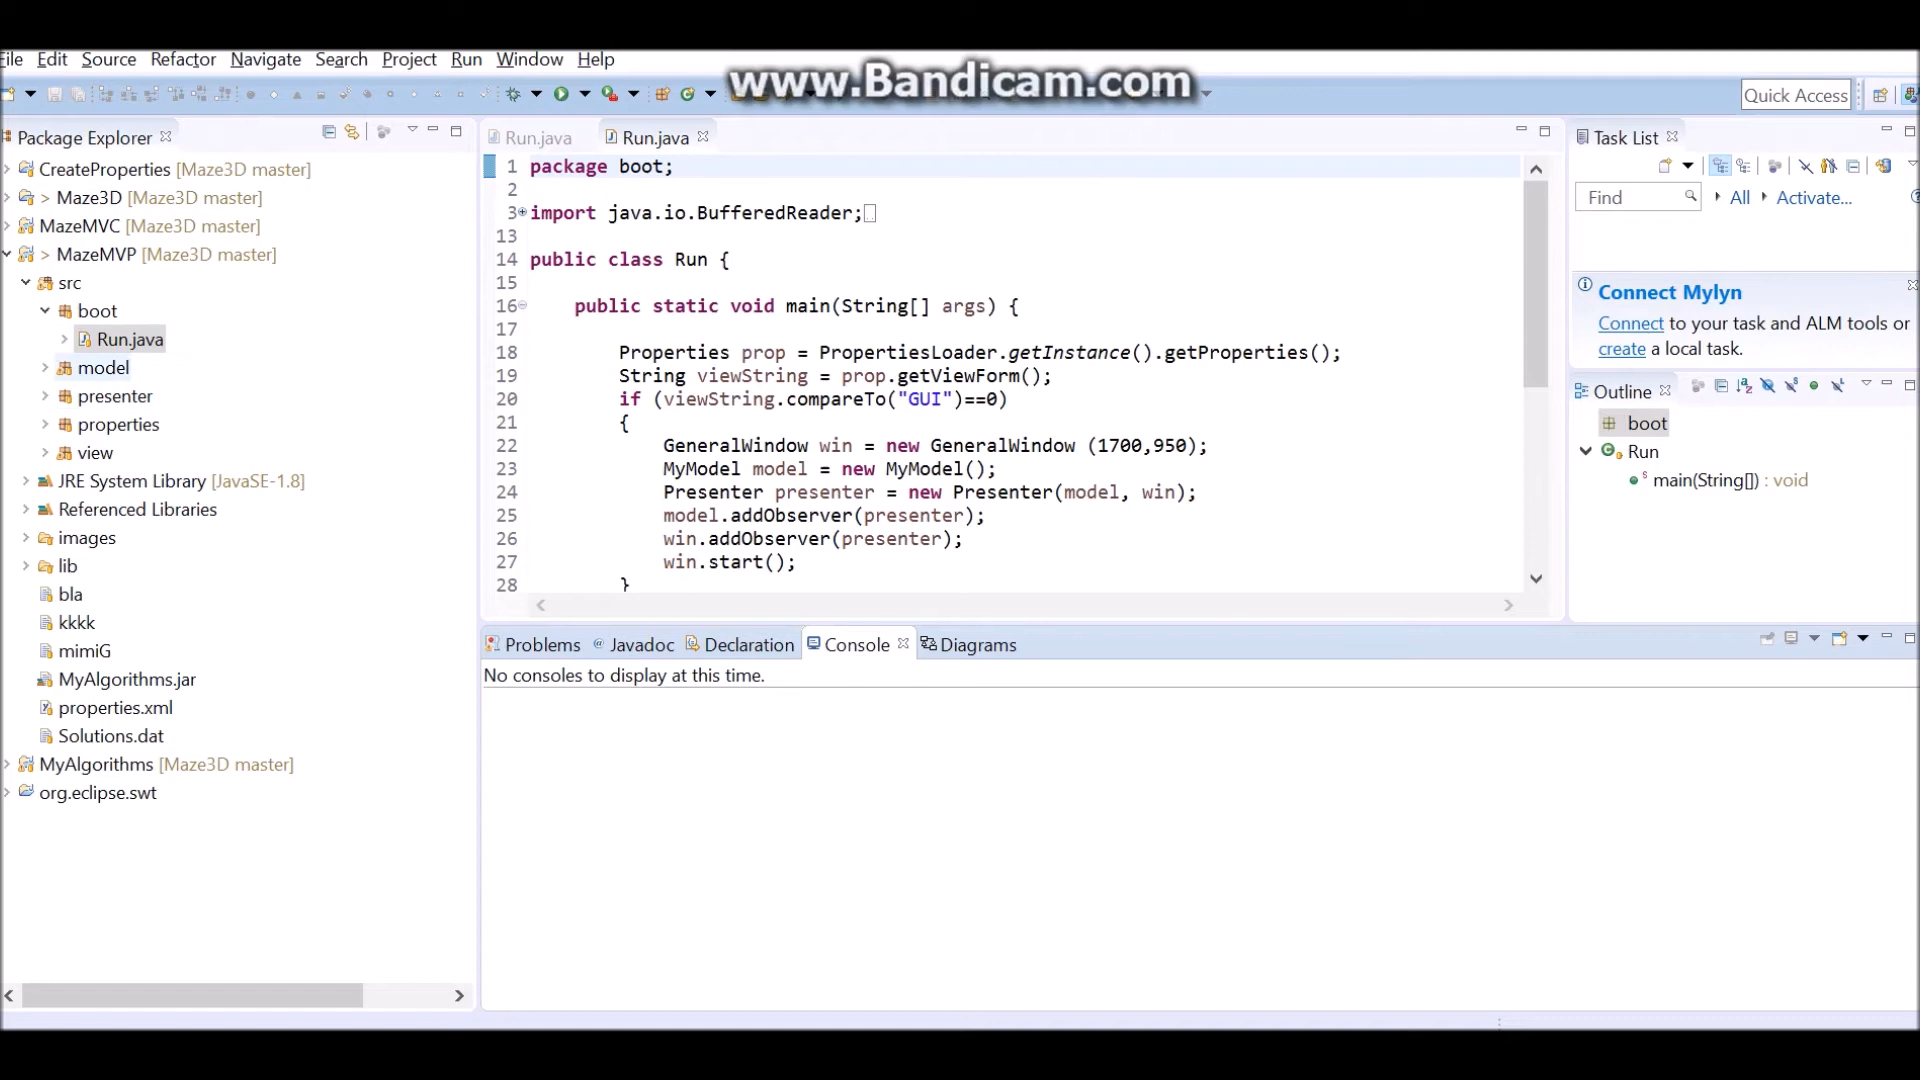 www.Bandicam.com
File Edit Source Refactor Navigate Search Project Run Window Help
Quick Access
Package Explorer
CreateProperties [Maze3D master]
> Maze3D [Maze3D master]
MazeMVC [Maze3D master]
> MazeMVP [Maze3D master]
src
boot
Run.java
model
presenter
properties
view
JRE System Library [JavaSE-1.8]
Referenced Libraries
images
lib
bla
kkkk
mimiG
MyAlgorithms.jar
properties.xml
Solutions.dat
MyAlgorithms [Maze3D master]
org.eclipse.swt
Run.java Run.java
1 package boot;
2
3 import java.io.BufferedReader;
13
14 public class Run {
15
16 public static void main(String[] args) {
17
18 Properties prop = PropertiesLoader.getInstance().getProperties();
19 String viewString = prop.getViewForm();
20 if (viewString.compareTo("GUI")==0)
21 {
22 GeneralWindow win = new GeneralWindow (1700,950);
23 MyModel model = new MyModel();
24 Presenter presenter = new Presenter(model, win);
25 model.addObserver(presenter);
26 win.addObserver(presenter);
27 win.start();
28 }
Problems @ Javadoc Declaration Console Diagrams
No consoles to display at this time.
Task List
Find All Activate...
Connect Mylyn
Connect to your task and ALM tools or
create a local task.
Outline
boot
Run
main(String[]) : void